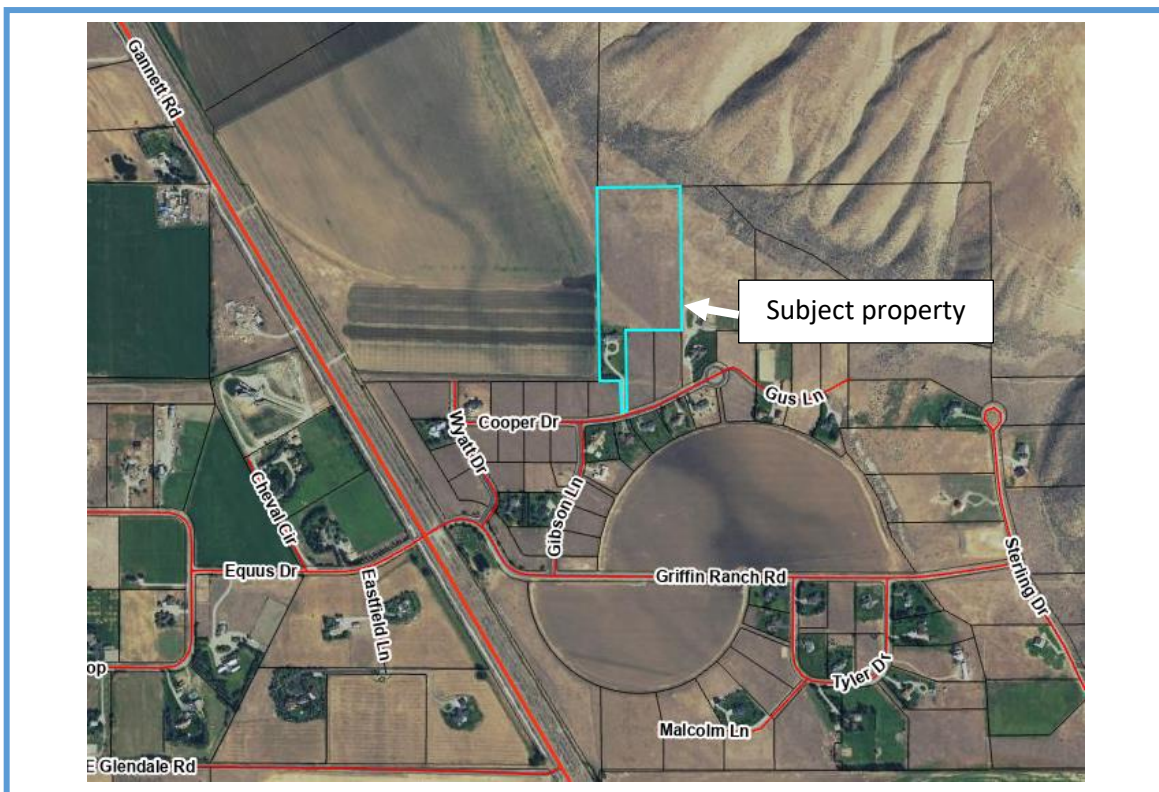 Gannett Rd
Subject property
Gus Ln
Cooper Dr
Wyatt Dr
Gibson Ln
Cheval Cir
Equus Dr
Eastfield Ln
Griffin Ranch Rd
Sterling Dr
Tyler Dr
Malcolm Ln
op
E Glendale Rd